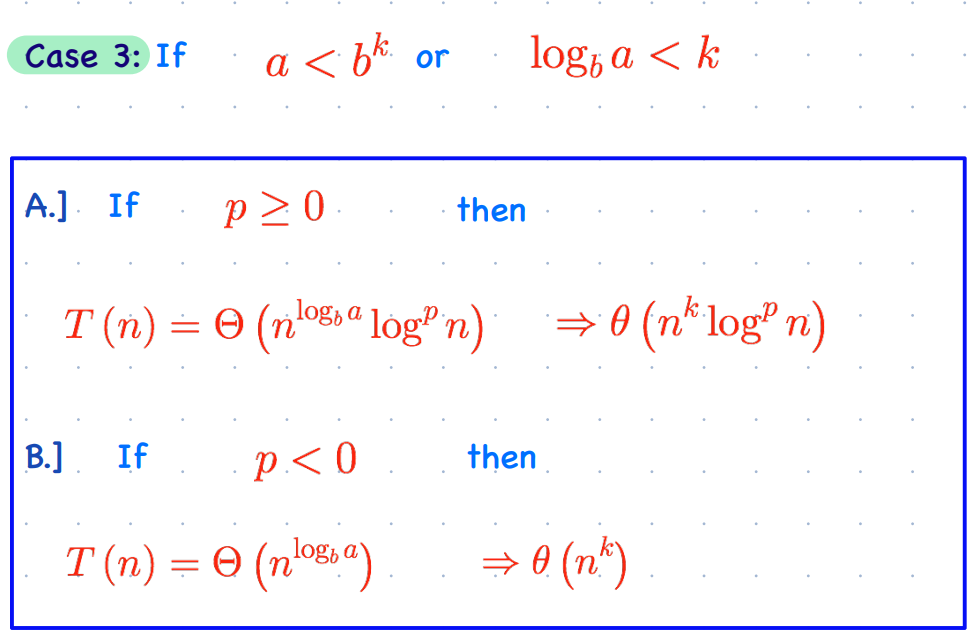 Case 3: If a < b^k or log_b a < k
A.] If p ≥ 0 then
T (n) = Θ (n^{log_b a} log^p n) ⇒ θ (n^k log^p n)
B.] If p < 0 then
T (n) = Θ (n^{log_b a}) ⇒ θ (n^k)